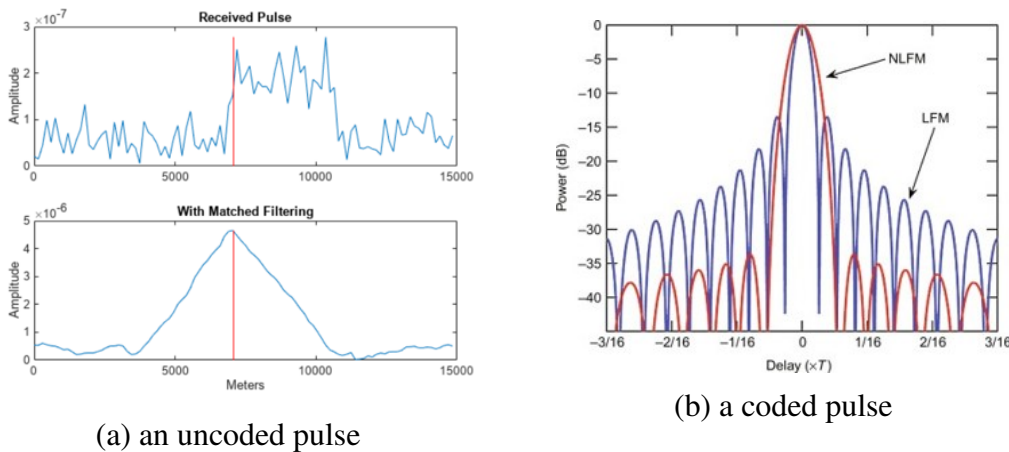 ×10-7
Received Pulse
3
2
1
0
Amplitude
0 5000 10000 15000
×10-6
With Matched Filtering
5
4
3
2
1
0
Amplitude
0 5000 10000 15000
Meters
(a) an uncoded pulse
0
–5
–10
–15
–20
–25
–30
–35
–40
Power (dB)
NLFM
LFM
–3/16 –2/16 –1/16 0 1/16 2/16 3/16
Delay (×T)
(b) a coded pulse